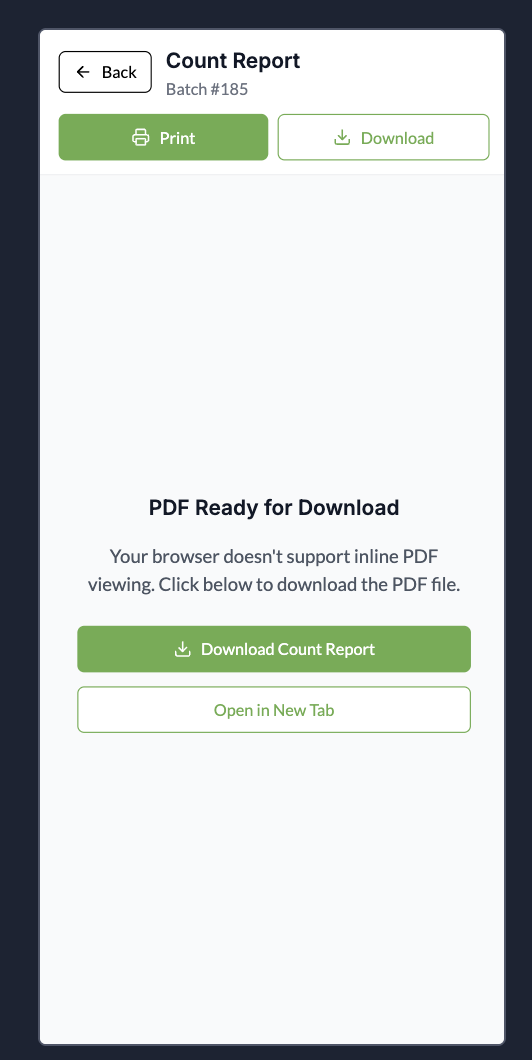 Back
Count Report
Batch #185
Print
Download
PDF Ready for Download
Your browser doesn't support inline PDF
viewing. Click below to download the PDF file.
Download Count Report
Open in New Tab